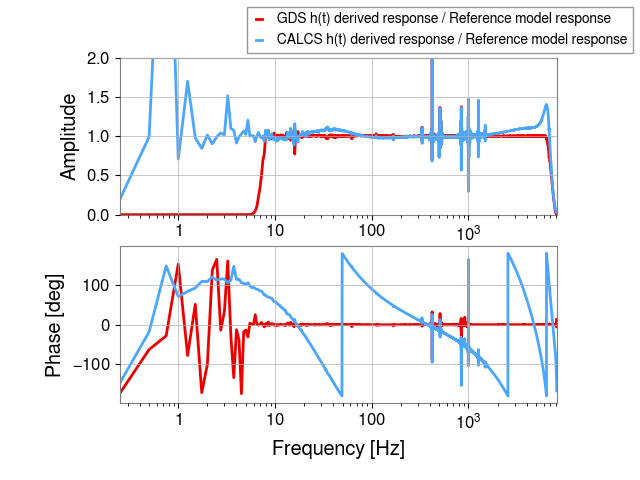 GDS h(t) derived response / Reference model response
CALCS h(t) derived response / Reference model response
2.0
1.5
1.0
0.5
0.0
Amplitude
1 10 100 10³
100
0
−100
Phase [deg]
1 10 100 10³
Frequency [Hz]